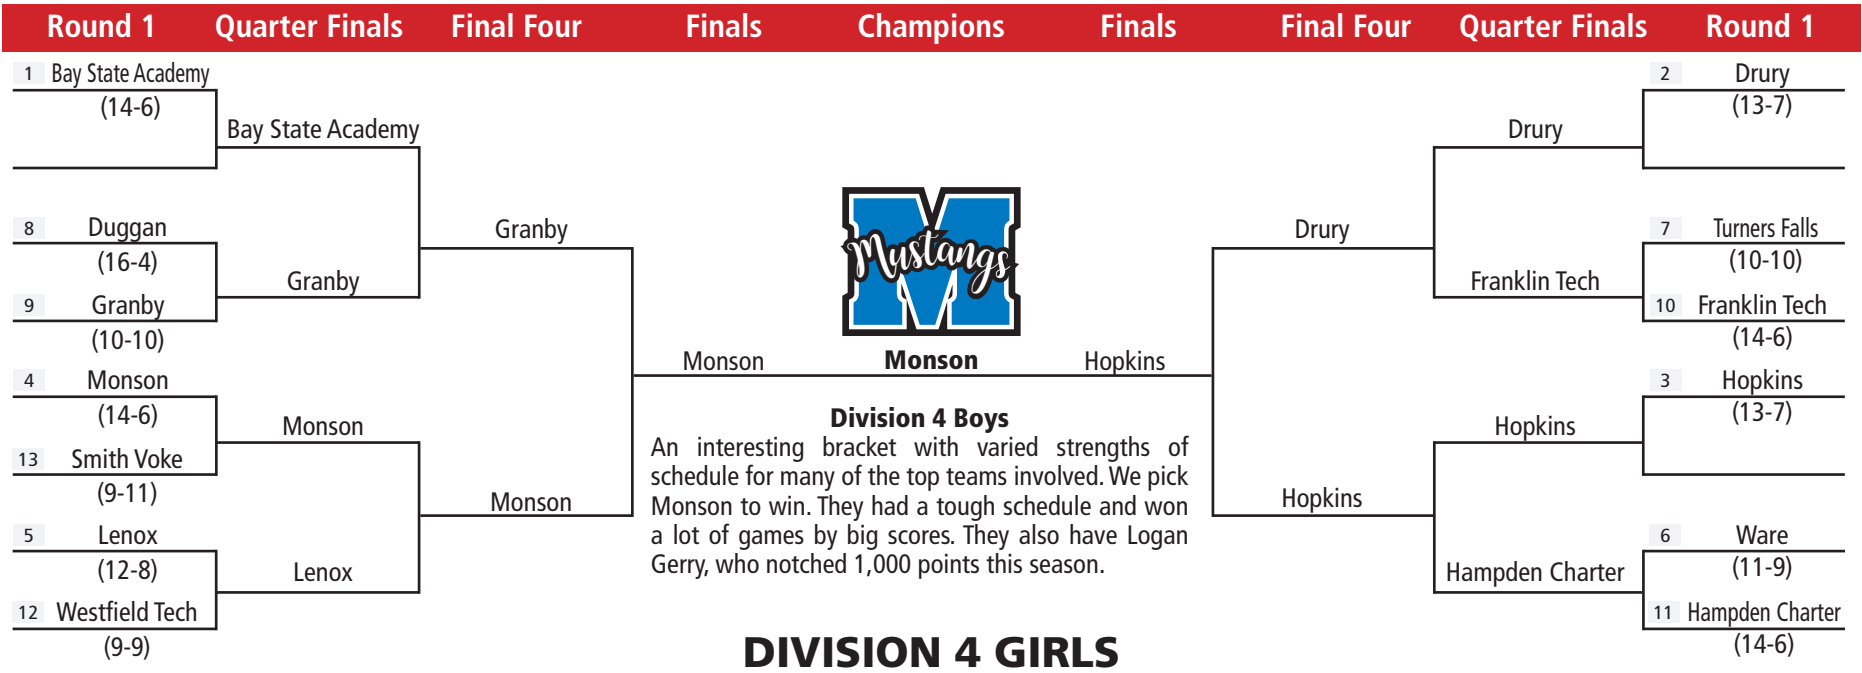 Round 1 Quarter Finals Final Four Finals Champions Finals Final Four Quarter Finals Round 1
1 Bay State Academy
(14-6)
Bay State Academy
8 Duggan
(16-4)
Granby
9 Granby
(10-10)
Granby
4 Monson
(14-6)
Monson
13 Smith Voke
(9-11)
Monson
5 Lenox
(12-8)
Lenox
12 Westfield Tech
(9-9)
Monson
Mustangs
Monson
Hopkins
Division 4 Boys
An interesting bracket with varied strengths of
schedule for many of the top teams involved. We pick
Monson to win. They had a tough schedule and won
a lot of games by big scores. They also have Logan
Gerry, who notched 1,000 points this season.
2 Drury
(13-7)
Drury
7 Turners Falls
(10-10)
Drury
Franklin Tech
10 Franklin Tech
(14-6)
3 Hopkins
(13-7)
Hopkins
Hopkins
6 Ware
(11-9)
Hampden Charter
11 Hampden Charter
(14-6)
DIVISION 4 GIRLS